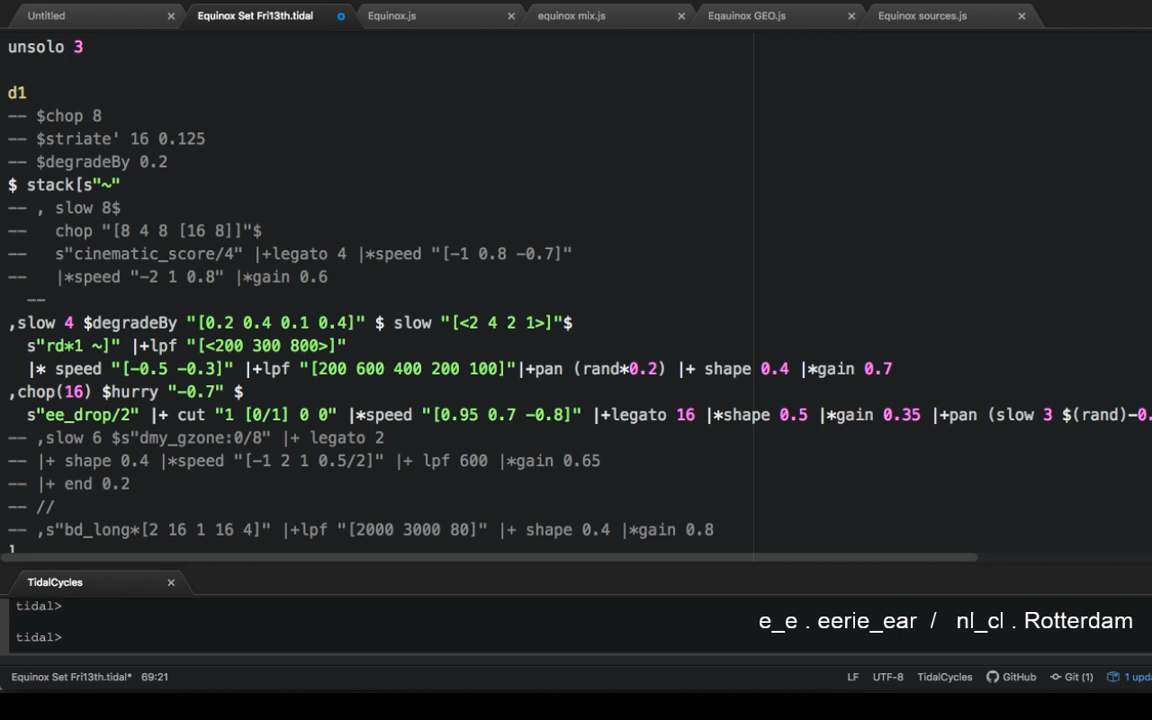 Untitled
Equinox Set Fri13th.tidal
Equinox.js
equinox mix.js
Eqauinox GEO.js
Equinox sources.js
unsolo 3
d1
-- $chop 8
-- $striate' 16 0.125
-- $degradeBy 0.2
$ stack[s"~"
-- , slow 8$
--   chop "[8 4 8 [16 8]]"$
--   s"cinematic_score/4" |+legato 4 |*speed "[-1 0.8 -0.7]"
--   |*speed "-2 1 0.8" |*gain 0.6
--
,slow 4 $degradeBy "[0.2 0.4 0.1 0.4]" $ slow "[<2 4 2 1>]"$
s"rd*1 ~]" |+lpf "[<200 300 800>]"
|* speed "[-0.5 -0.3]" |+lpf "[200 600 400 200 100]"|+pan (rand*0.2) |+ shape 0.4 |*gain 0.7
,chop(16) $hurry "-0.7" $
s"ee_drop/2" |+ cut "1 [0/1] 0 0" |*speed "[0.95 0.7 -0.8]" |+legato 16 |*shape 0.5 |*gain 0.35 |+pan (slow 3 $(rand)-0.
-- ,slow 6 $s"dmy_gzone:0/8" |+ legato 2
-- |+ shape 0.4 |*speed "[-1 2 1 0.5/2]" |+ lpf 600 |*gain 0.65
-- |+ end 0.2
-- //
-- ,s"bd_long*[2 16 1 16 4]" |+lpf "[2000 3000 80]" |+ shape 0.4 |*gain 0.8
]
TidalCycles
tidal>
tidal>
e_e . eerie_ear / nl_cl . Rotterdam
Equinox Set Fri13th.tidal* 69:21
LF UTF-8 TidalCycles GitHub Git (1) 1 upda